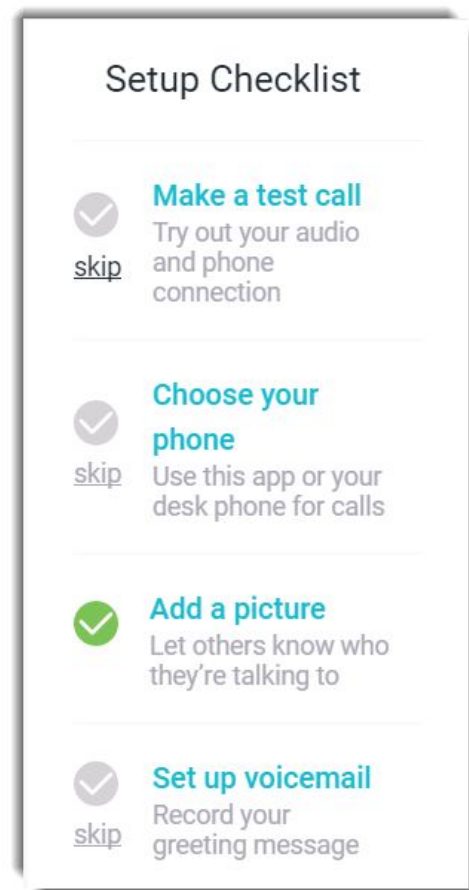 Setup Checklist
Make a test call
Try out your audio
and phone
connection
skip
Choose your
phone
Use this app or your
desk phone for calls
skip
Add a picture
Let others know who
they're talking to
Set up voicemail
Record your
greeting message
skip